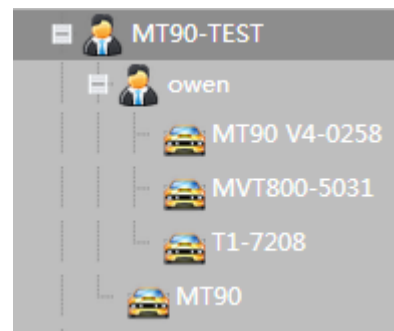 MT90-TEST
owen
MT90 V4-0258
MVT800-5031
T1-7208
MT90